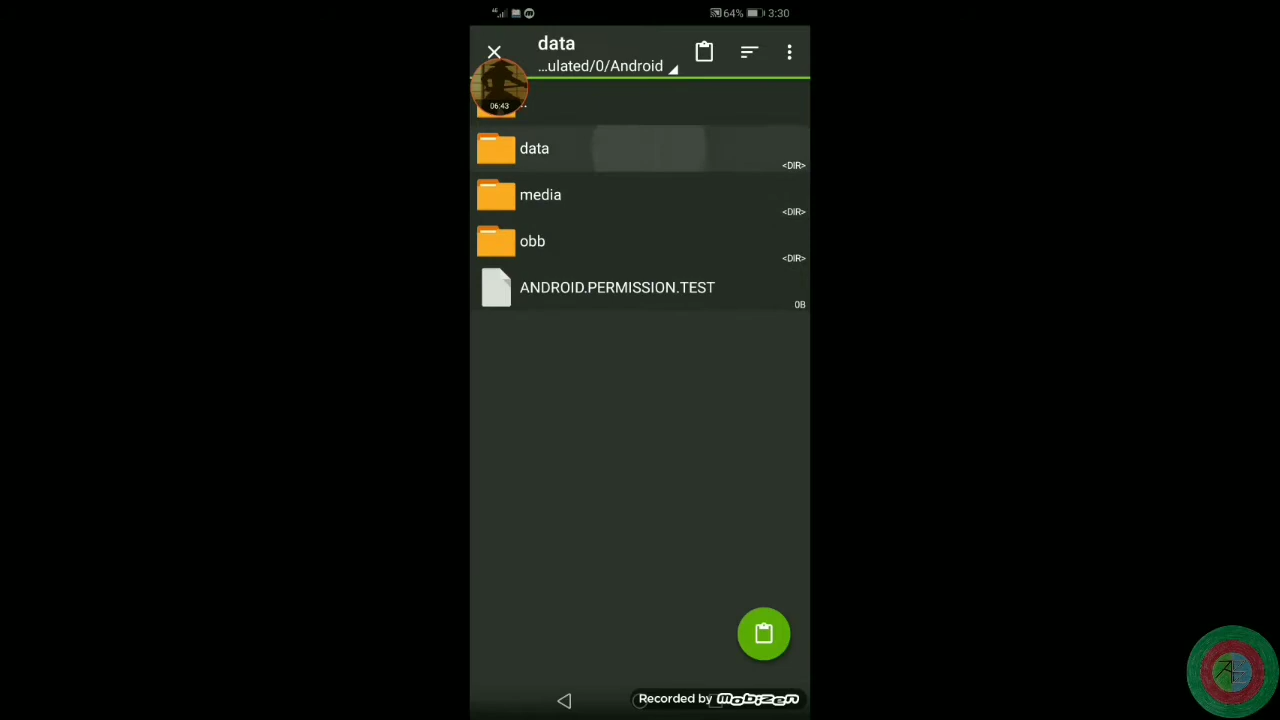 4G 64% 3:30
data
...ulated/0/Android
06:43
..
data
<DIR>
media
<DIR>
obb
<DIR>
ANDROID.PERMISSION.TEST
0B
Recorded by mobizen